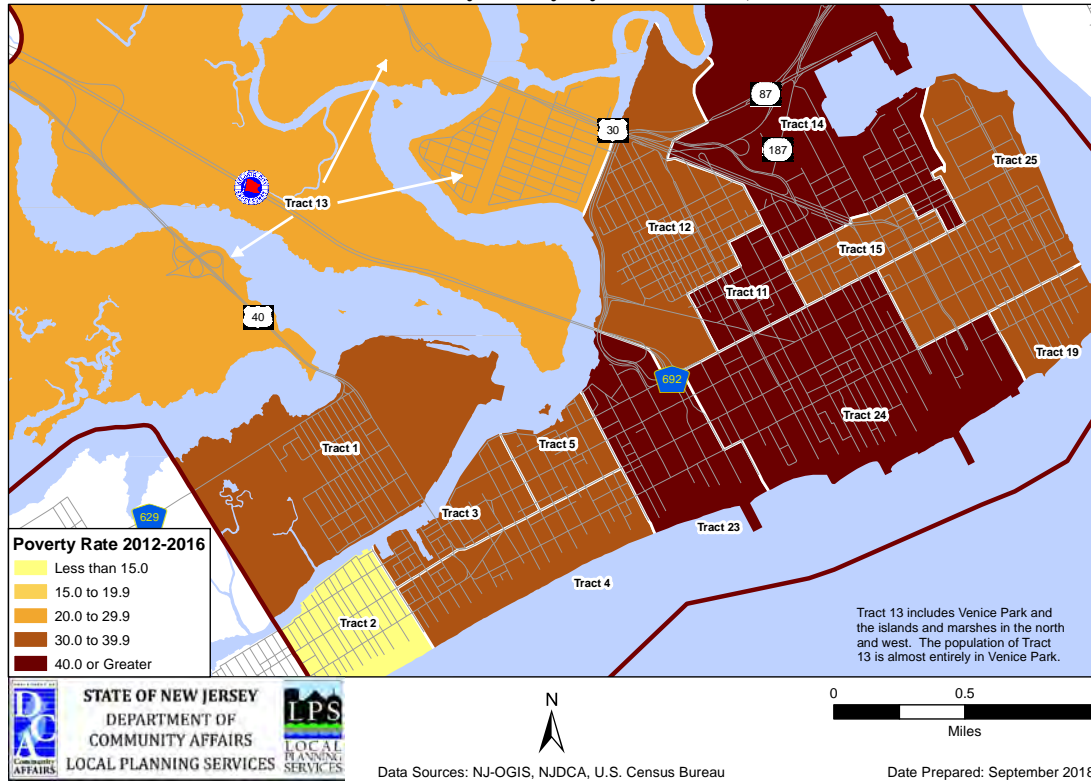 87
30
Tract 14
187
Tract 25
Tract 13
Tract 12
Tract 15
Tract 11
40
Tract 19
692
Tract 24
Tract 1
Tract 5
Tract 3
629
Tract 23
Tract 4
Tract 2
Poverty Rate 2012-2016
Less than 15.0
15.0 to 19.9
20.0 to 29.9
30.0 to 39.9
40.0 or Greater
Tract 13 includes Venice Park and
the islands and marshes in the north
and west. The population of Tract
13 is almost entirely in Venice Park.
DCA
Community
AFFAIRS
STATE OF NEW JERSEY
DEPARTMENT OF
COMMUNITY AFFAIRS
LOCAL PLANNING SERVICES
LPS
LOCAL
PLANNING
SERVICES
N
0 0.5
Miles
Data Sources: NJ-OGIS, NJDCA, U.S. Census Bureau
Date Prepared: September 2018